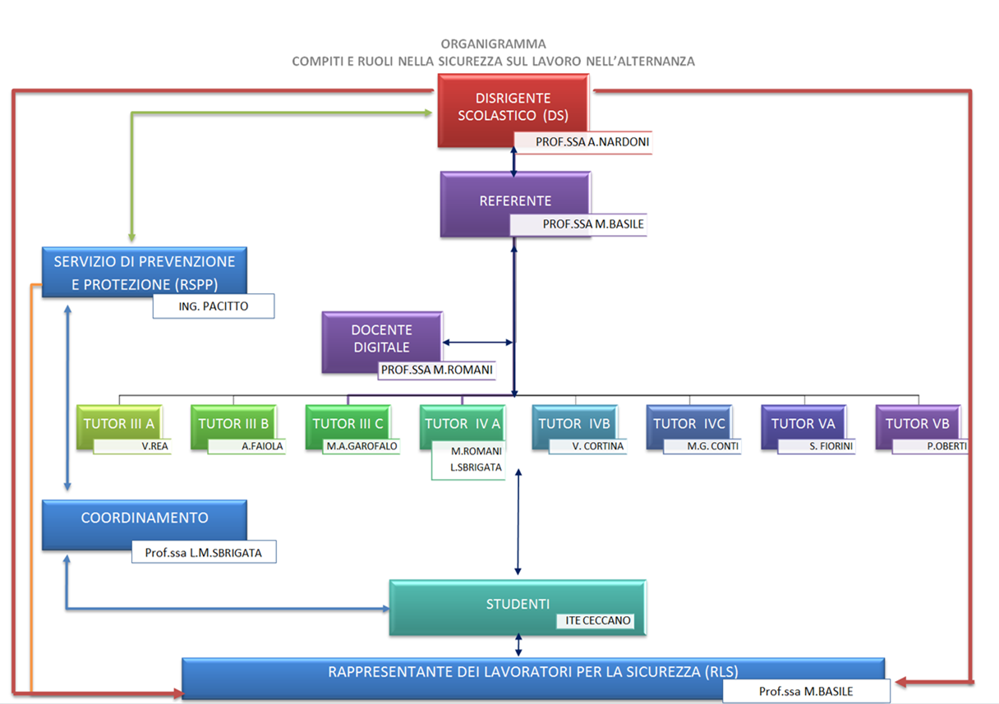 ORGANIGRAMMA
COMPITI E RUOLI NELLA SICUREZZA SUL LAVORO NELL'ALTERNANZA
DISRIGENTE
SCOLASTICO (DS)
PROF.SSA A.NARDONI
REFERENTE
PROF.SSA M.BASILE
SERVIZIO DI PREVENZIONE
E PROTEZIONE (RSPP)
ING. PACITTO
DOCENTE
DIGITALE
PROF.SSA M.ROMANI
TUTOR III A
V.REA
TUTOR III B
A.FAIOLA
TUTOR III C
M.A.GAROFALO
TUTOR IV A
M.ROMANI
L.SBRIGATA
TUTOR IVB
V. CORTINA
TUTOR IVC
M.G. CONTI
TUTOR VA
S. FIORINI
TUTOR VB
P.OBERTI
COORDINAMENTO
Prof.ssa L.M.SBRIGATA
STUDENTI
ITE CECCANO
RAPPRESENTANTE DEI LAVORATORI PER LA SICUREZZA (RLS)
Prof.ssa M.BASILE